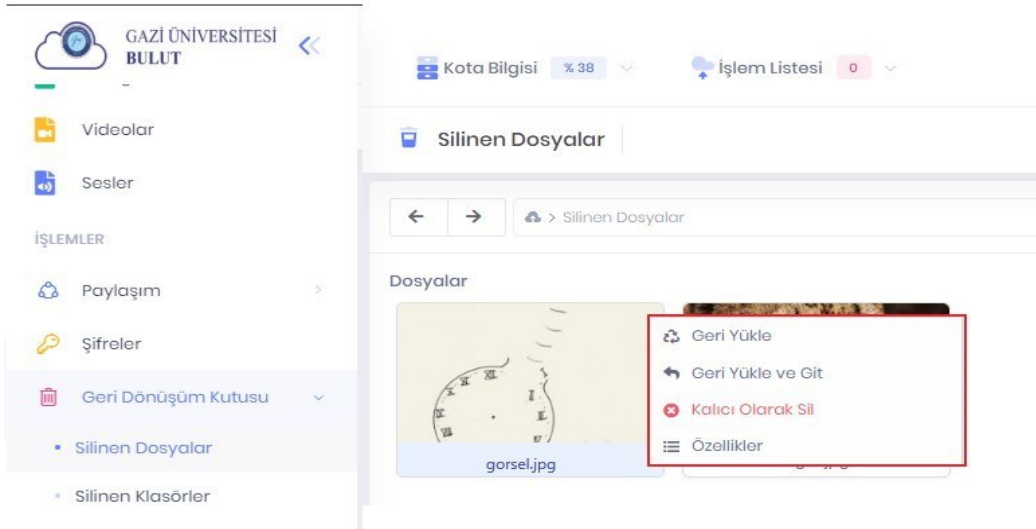 GAZİ ÜNİVERSİTESİ
BULUT
Videolar
Sesler
İŞLEMLER
Paylaşım
Şifreler
Geri Dönüşüm Kutusu
Silinen Dosyalar
Silinen Klasörler
Kota Bilgisi % 38
İşlem Listesi 0
Silinen Dosyalar
> Silinen Dosyalar
Dosyalar
gorsel.jpg
Geri Yükle
Geri Yükle ve Git
Kalıcı Olarak Sil
Özellikler